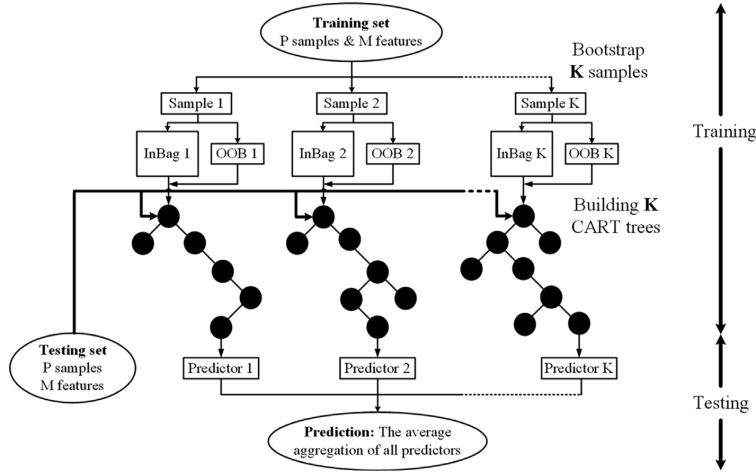 Training set
P samples & M features
Bootstrap
K samples
Sample 1
Sample 2
Sample K
InBag 1
OOB 1
InBag 2
OOB 2
InBag K
OOB K
Training
Building K
CART trees
Testing set
P samples
M features
Predictor 1
Predictor 2
Predictor K
Testing
Prediction: The average
aggregation of all predictors